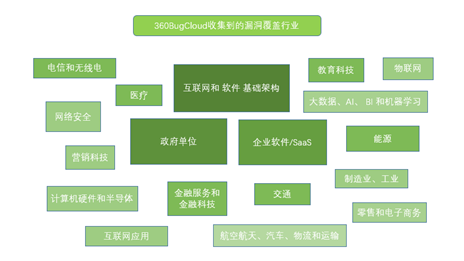 360BugCloud收集到的漏洞覆盖行业
电信和无线电
教育科技
物联网
医疗
互联网和 软件 基础架构
大数据、AI、 BI 和机器学习
网络安全
政府单位
企业软件/SaaS
能源
营销科技
制造业、工业
计算机硬件和半导体
金融服务和
金融科技
交通
零售和电子商务
互联网应用
航空航天、汽车、物流和运输